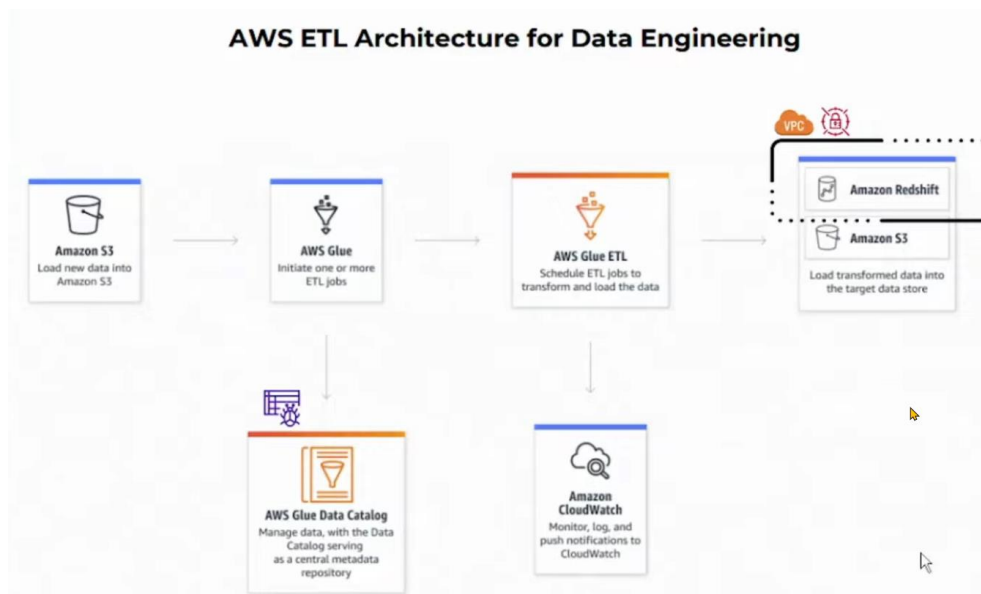 AWS ETL Architecture for Data Engineering
VPC
Amazon S3
Load new data into
Amazon S3
AWS Glue
Initiate one or more
ETL jobs
AWS Glue ETL
Schedule ETL jobs to
transform and load the data
Amazon Redshift
Amazon S3
Load transformed data into
the target data store
AWS Glue Data Catalog
Manage data, with the Data
Catalog serving
as a central metadata
repository
Amazon
CloudWatch
Monitor, log, and
push notifications to
CloudWatch